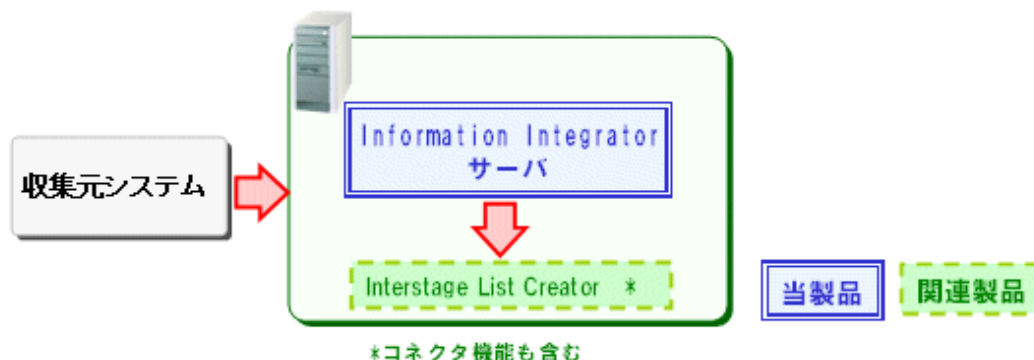 収集元システム
Information Integrator
サーバ
Interstage List Creator *
当製品
関連製品
*コネクタ機能も含む